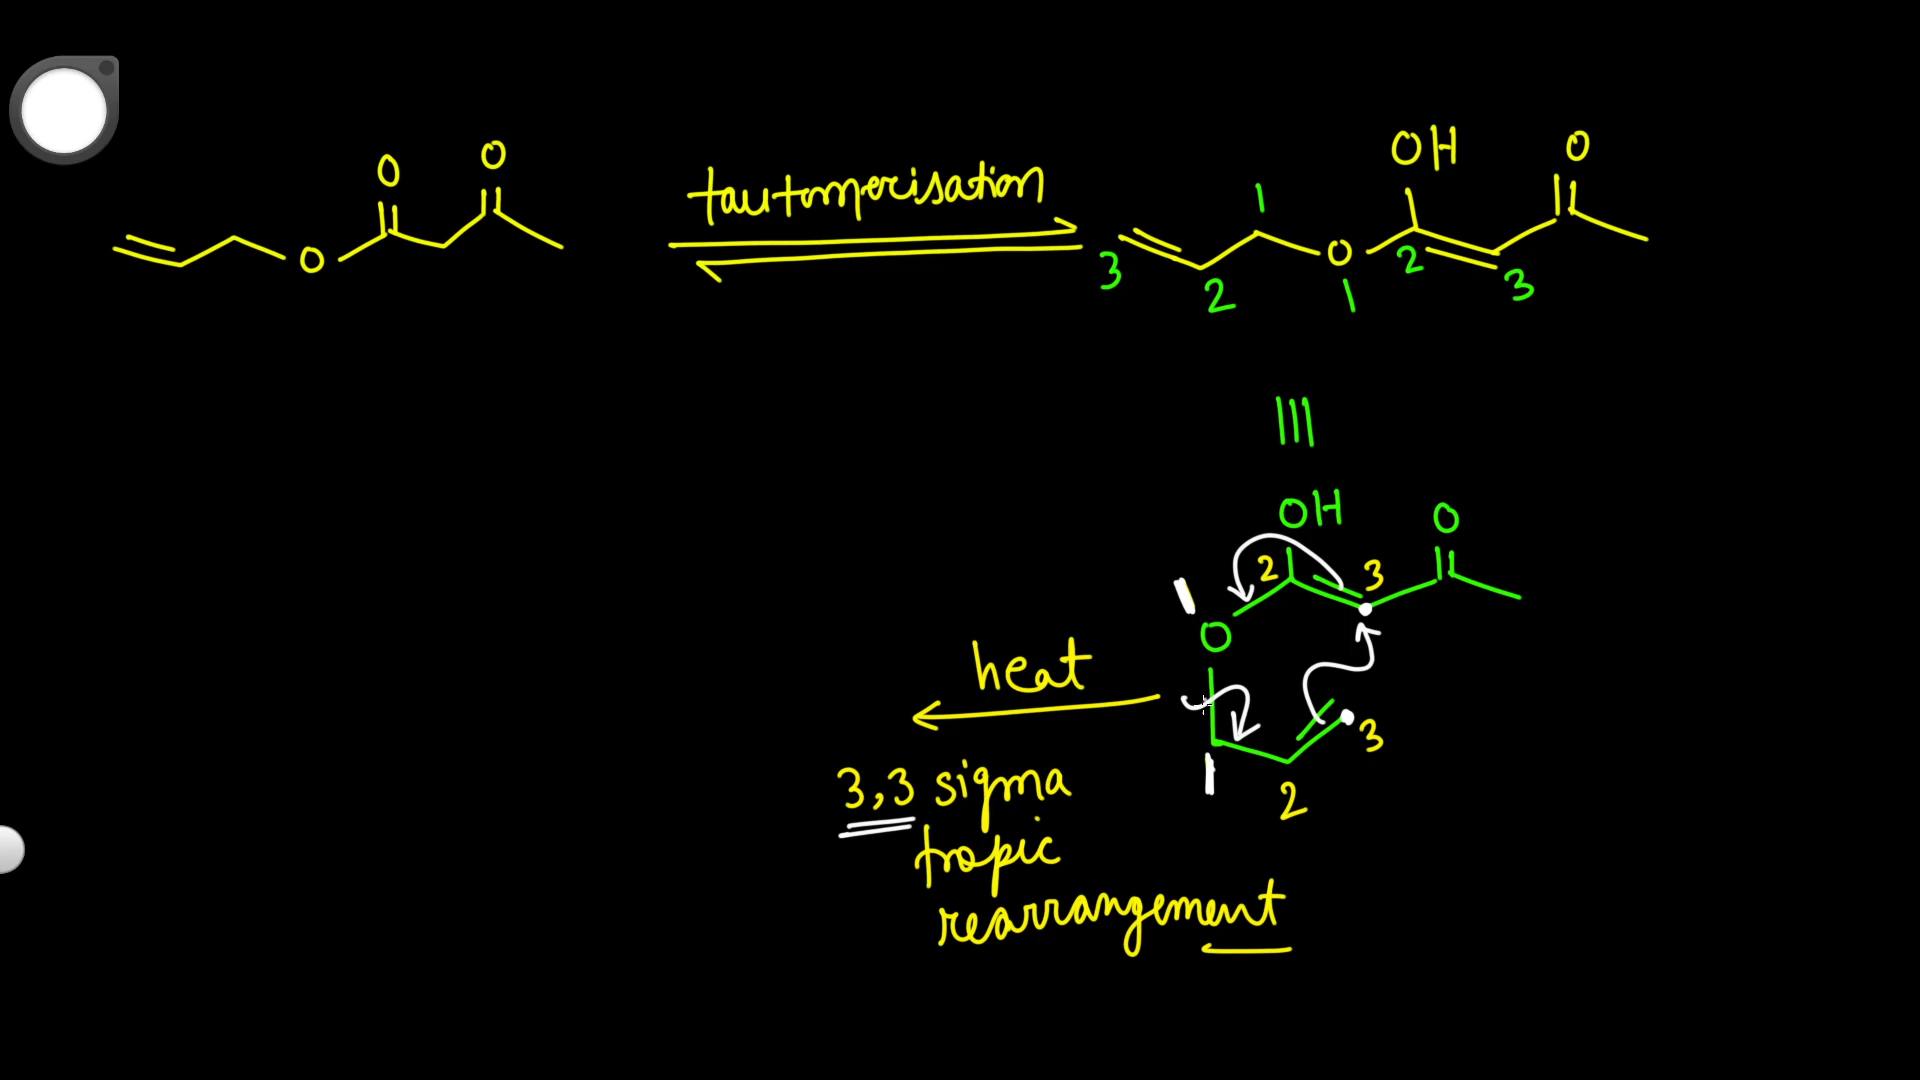 O O
tautomerisation
OH O
1
O
O
3 2 1 2 3
OH O
2 3
1
O
heat
3
1
2
3,3 sigma
tropic
rearrangement